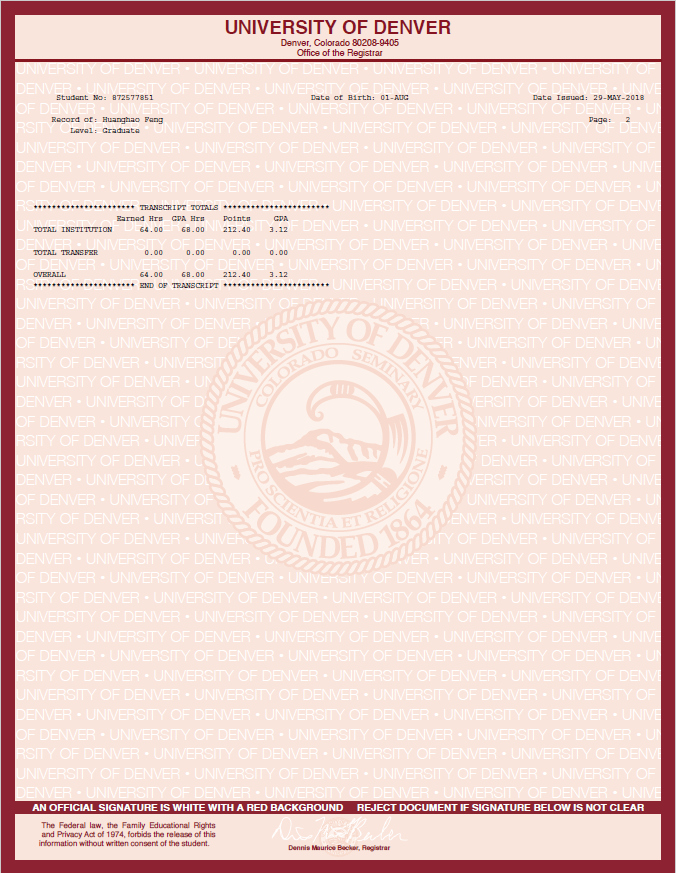 UNIVERSITY OF DENVER
Denver, Colorado 80208-9405
Office of the Registrar
Student No: 872577851 Date of Birth: 01-AUG Date Issued: 29-MAY-2018
Record of: Huanghao Feng Page: 2
Level: Graduate
********************** TRANSCRIPT TOTALS ***********************
Earned Hrs GPA Hrs Points GPA
TOTAL INSTITUTION 64.00 68.00 212.40 3.12
TOTAL TRANSFER 0.00 0.00 0.00 0.00
OVERALL 64.00 68.00 212.40 3.12
********************** END OF TRANSCRIPT ***********************
UNIVERSITY OF DENVER
COLORADO SEMINARY
PRO SCIENTIA ET RELIGIONE
FOUNDED 1864
AN OFFICIAL SIGNATURE IS WHITE WITH A RED BACKGROUND REJECT DOCUMENT IF SIGNATURE BELOW IS NOT CLEAR
The Federal law, the Family Educational Rights
and Privacy Act of 1974, forbids the release of this
information without written consent of the student.
Dennis Maurice Becker, Registrar